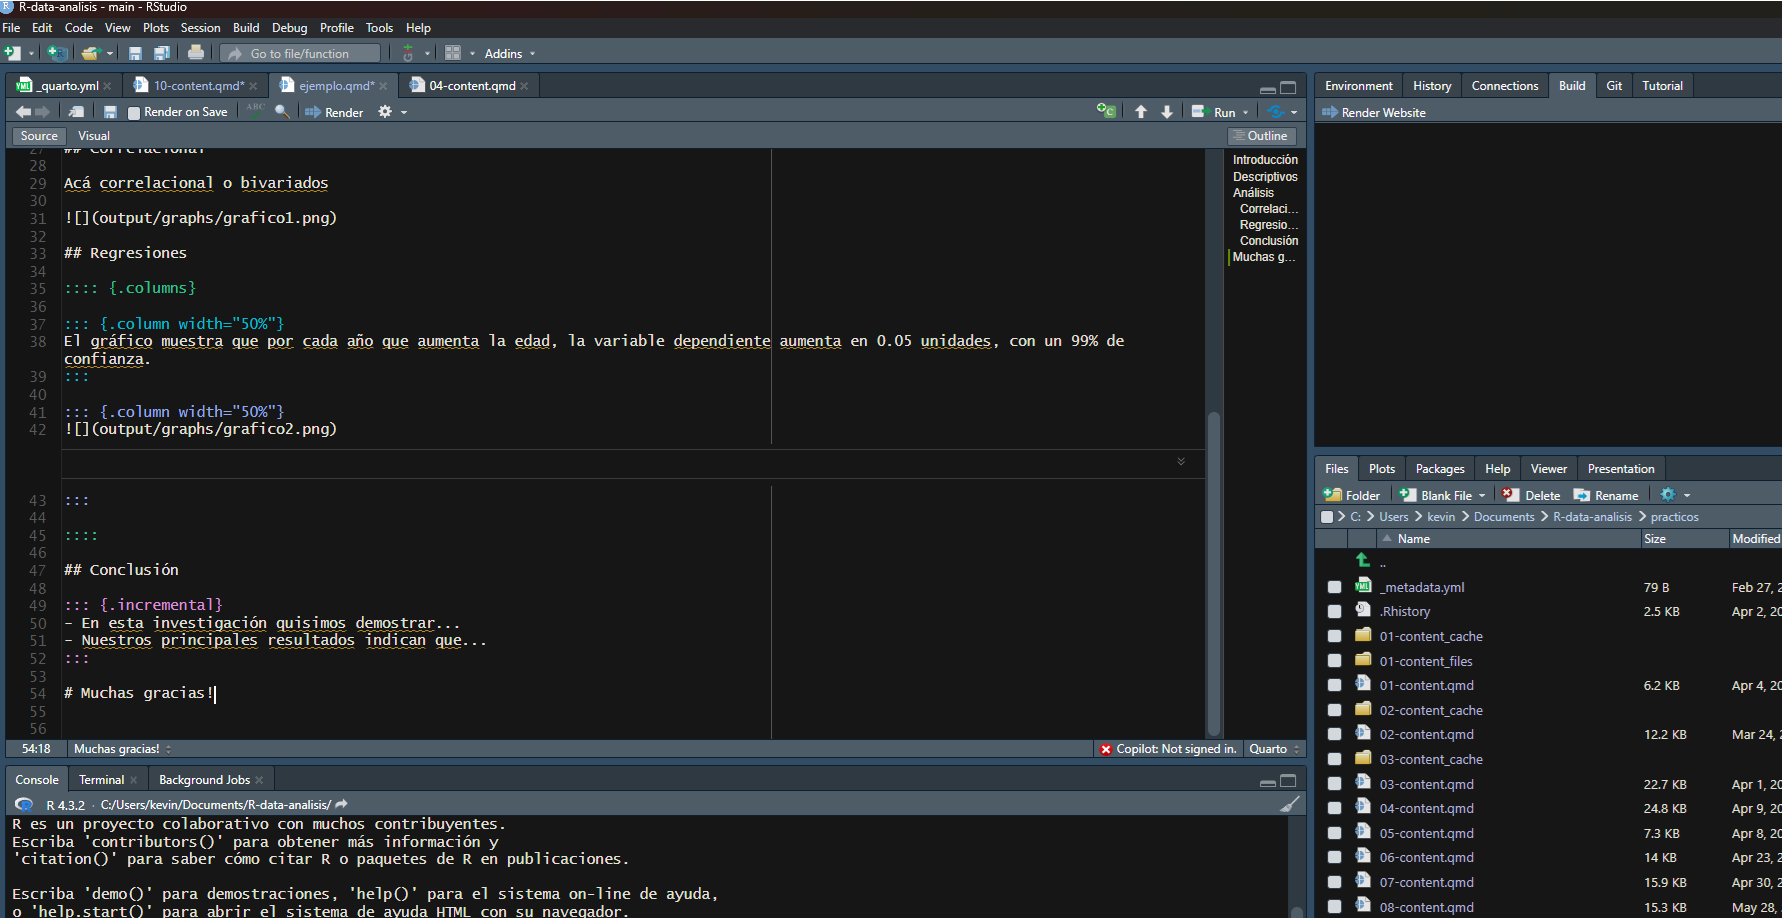 R-data-analisis - main - RStudio
File Edit Code View Plots Session Build Debug Profile Tools Help
Go to file/function Addins
_quarto.yml 10-content.qmd* ejemplo.qmd* 04-content.qmd
Render on Save ABC Render Run
Source Visual Outline
27 ## Correlacional
28
29 Acá correlacional o bivariados
30
31 ![](output/graphs/grafico1.png)
32
33 ## Regresiones
34
35 :::: {.columns}
36
37 ::: {.column width="50%"}
38 El gráfico muestra que por cada año que aumenta la edad, la variable dependiente aumenta en 0.05 unidades, con un 99% de
confianza.
39 :::
40
41 ::: {.column width="50%"}
42 ![](output/graphs/grafico2.png)
43 :::
44
45 ::::
46
47 ## Conclusión
48
49 ::: {.incremental}
50 - En esta investigación quisimos demostrar...
51 - Nuestros principales resultados indican que...
52 :::
53
54 # Muchas gracias!
55
56
Introducción
Descriptivos
Análisis
Correlaci...
Regresio...
Conclusión
Muchas g...
54:18 Muchas gracias! Copilot: Not signed in. Quarto
Console Terminal Background Jobs
R 4.3.2 · C:/Users/kevin/Documents/R-data-analisis/
R es un proyecto colaborativo con muchos contribuyentes.
Escriba 'contributors()' para obtener más información y
'citation()' para saber cómo citar R o paquetes de R en publicaciones.
Escriba 'demo()' para demostraciones, 'help()' para el sistema on-line de ayuda,
o 'help.start()' para abrir el sistema de ayuda HTML con su navegador.
Environment History Connections Build Git Tutorial
Render Website
Files Plots Packages Help Viewer Presentation
Folder Blank File Delete Rename
C: Users kevin Documents R-data-analisis practicos
Name Size Modified
..
_metadata.yml 79 B Feb 27, 2
.Rhistory 2.5 KB Apr 2, 20
01-content_cache
01-content_files
01-content.qmd 6.2 KB Apr 4, 20
02-content_cache
02-content.qmd 12.2 KB Mar 24, 2
03-content_cache
03-content.qmd 22.7 KB Apr 1, 20
04-content.qmd 24.8 KB Apr 9, 20
05-content.qmd 7.3 KB Apr 8, 20
06-content.qmd 14 KB Apr 23, 2
07-content.qmd 15.9 KB Apr 30, 2
08-content.qmd 15.3 KB May 28,